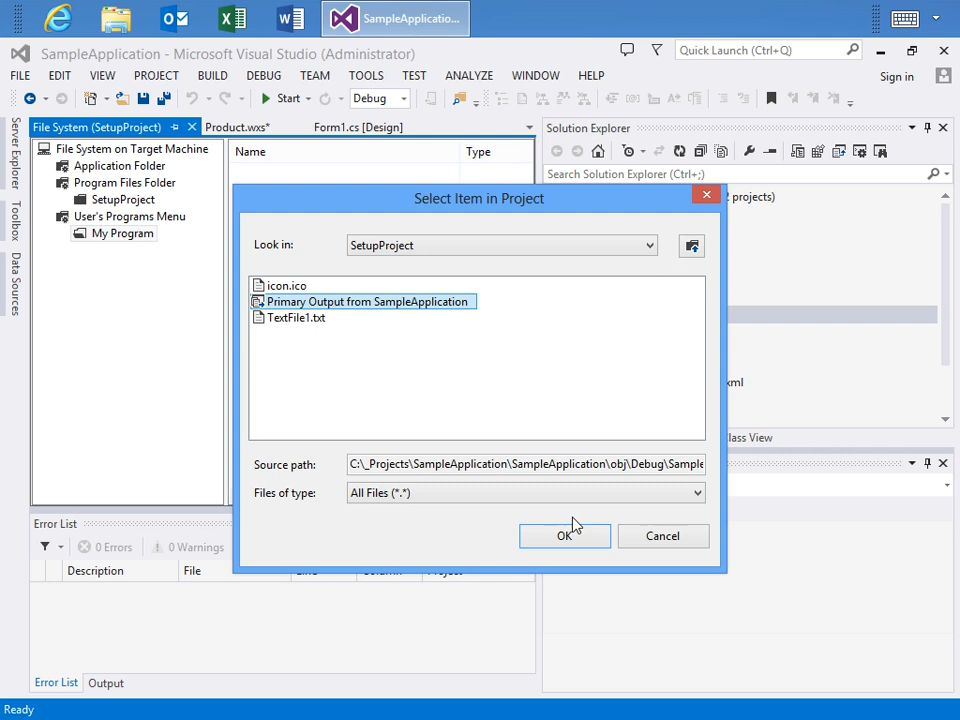 SampleApplicatio...
SampleApplication - Microsoft Visual Studio (Administrator)
Quick Launch (Ctrl+Q)
FILE EDIT VIEW PROJECT BUILD DEBUG TEAM TOOLS TEST ANALYZE WINDOW HELP
Sign in
Start
Debug
Server Explorer
Toolbox
Data Sources
File System (SetupProject)
Product.wxs*
Form1.cs [Design]
File System on Target Machine
Application Folder
Program Files Folder
SetupProject
User's Programs Menu
My Program
Name Type
Solution Explorer
Search Solution Explorer (Ctrl+;)
projects)
Select Item in Project
Look in: SetupProject
icon.ico
Primary Output from SampleApplication
TextFile1.txt
Source path: C:\_Projects\SampleApplication\SampleApplication\obj\Debug\Sample
Files of type: All Files (*.*)
OK Cancel
xml
lass View
Error List
0 Errors 0 Warnings
Description File
Error List Output
Ready